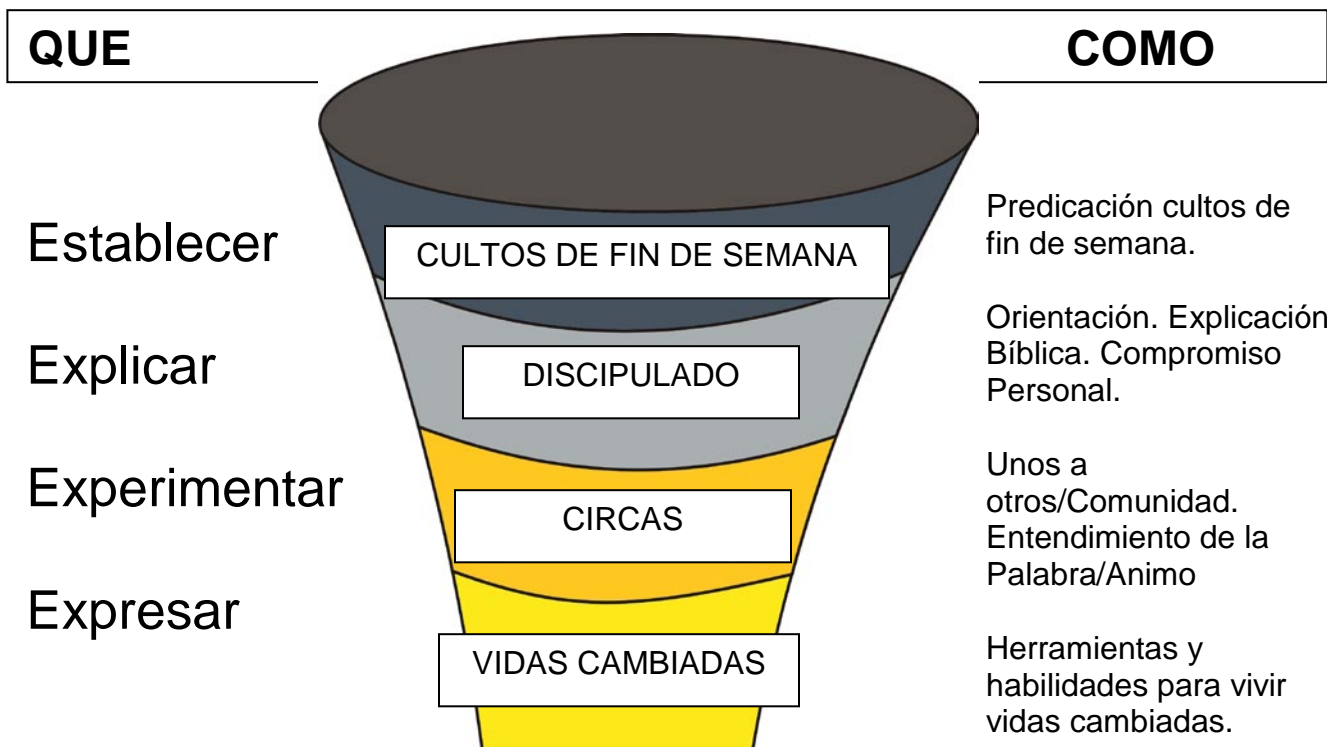 QUE
COMO
Establecer
CULTOS DE FIN DE SEMANA
Predicación cultos de
fin de semana.
Explicar
DISCIPULADO
Orientación. Explicación
Bíblica. Compromiso
Personal.
Experimentar
CIRCAS
Unos a
otros/Comunidad.
Entendimiento de la
Palabra/Animo
Expresar
VIDAS CAMBIADAS
Herramientas y
habilidades para vivir
vidas cambiadas.